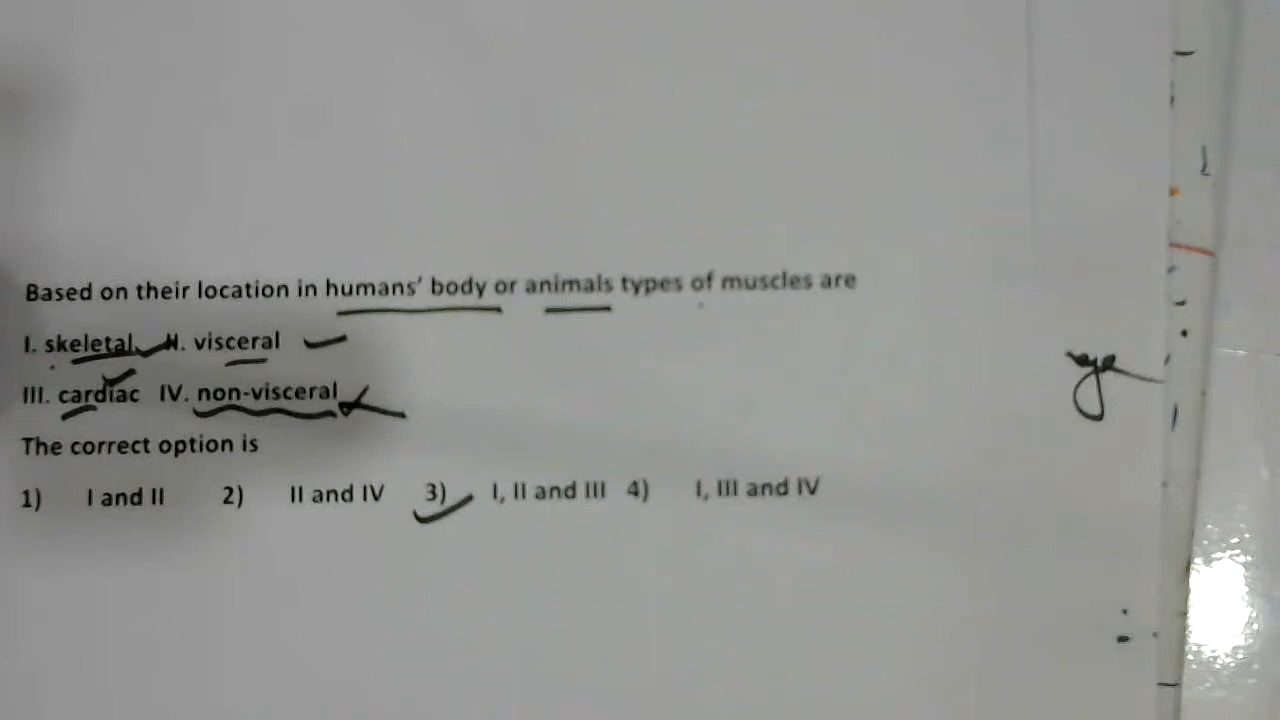 Based on their location in humans' body or animals types of muscles are
I. skeletal II. visceral
III. cardiac IV. non-visceral
The correct option is
1) I and II 2) II and IV 3) I, II and III 4) I, III and IV